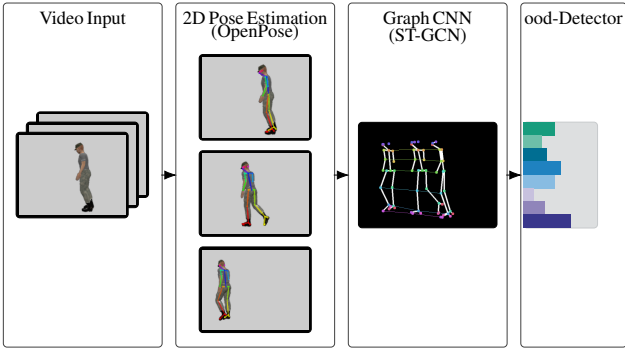 Video Input
2D Pose Estimation
(OpenPose)
Graph CNN
(ST-GCN)
ood-Detector